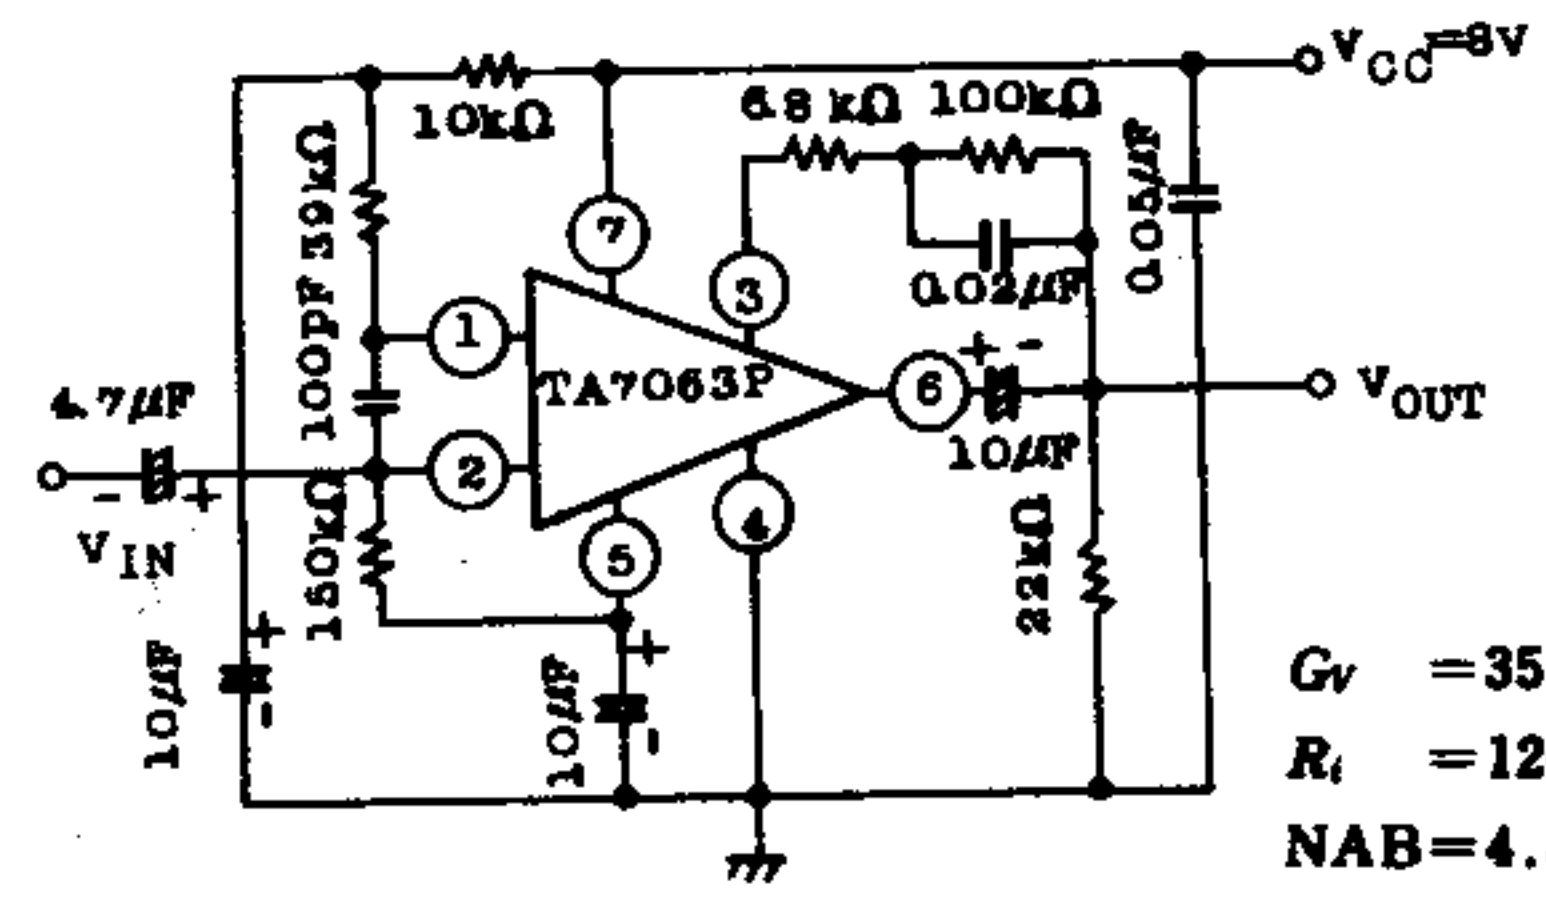 VCC=8V
10kΩ
6.8kΩ
100kΩ
39kΩ
0.05μF
7
3
0.02μF
1
100pF
TA7063P
6
+ -
VOUT
4.7μF
10μF
2
- +
VIN
150kΩ
4
5
22kΩ
+
10μF
-
+
10μF
-
Gv =35
Ri =12
NAB=4.